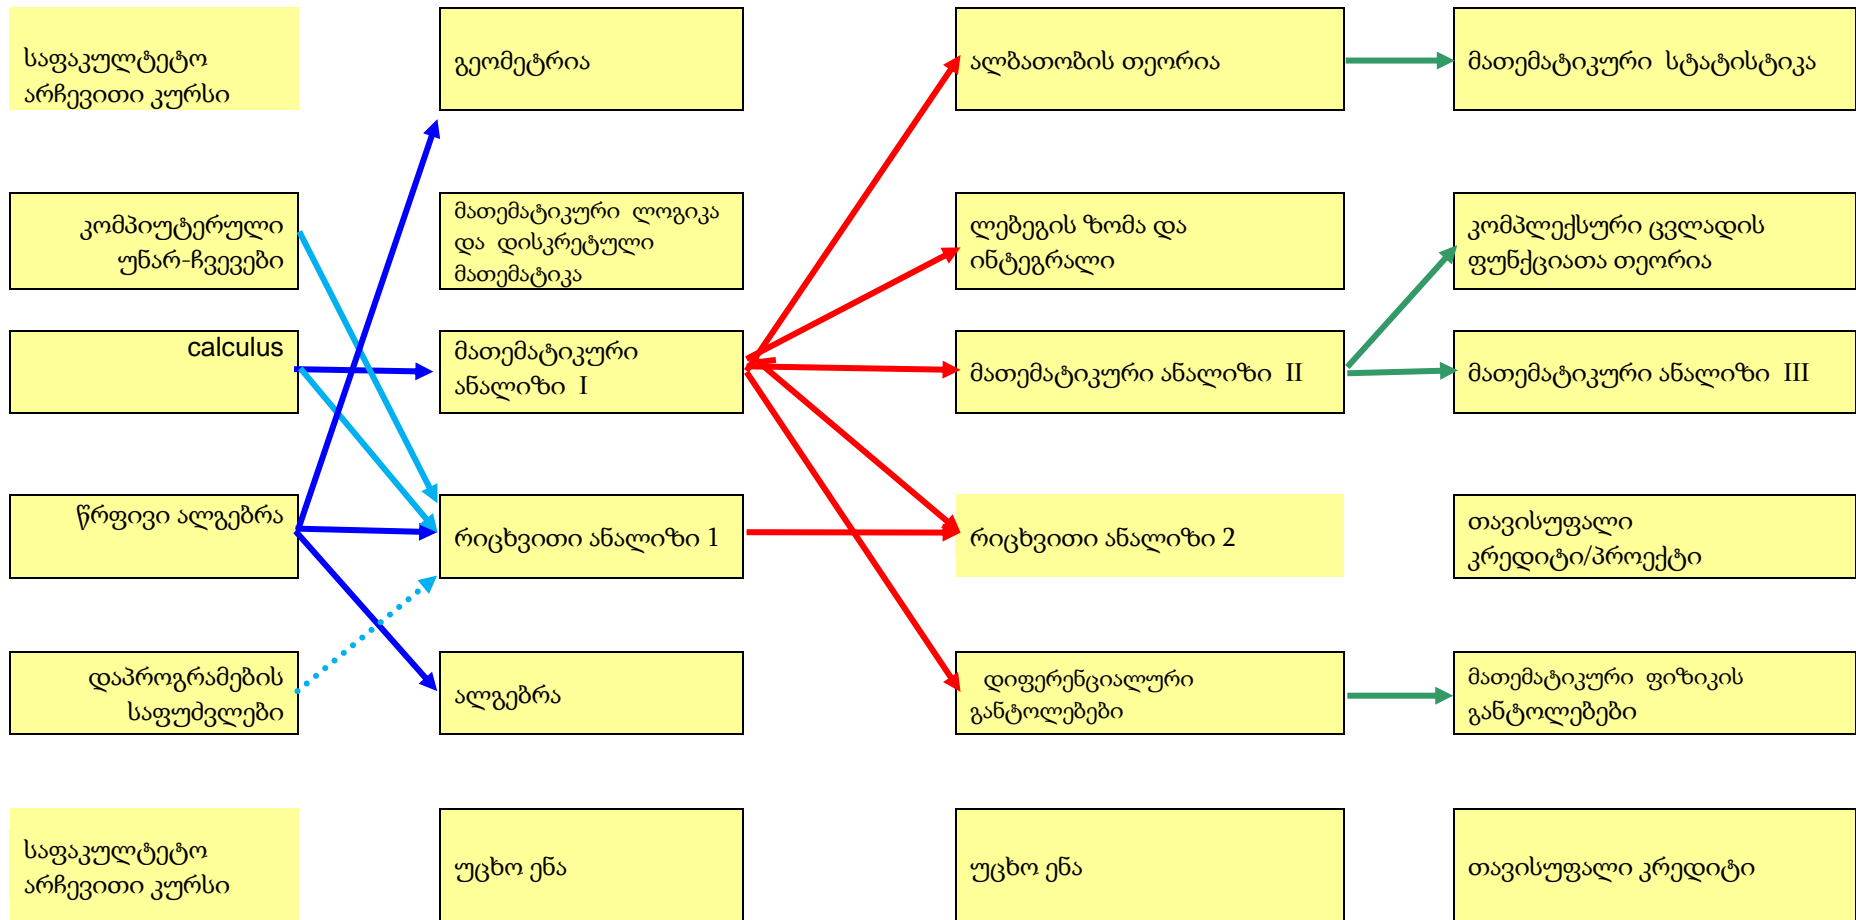 საფაკულტეტო
არჩევითი კურსი
გეომეტრია
ალბათობის თეორია
მათემატიკური სტატისტიკა
კომპიუტერული
უნარ-ჩვევები
მათემატიკური ლოგიკა
და დისკრეტული
მათემატიკა
ლებეგის ზომა და
ინტეგრალი
კომპლექსური ცვლადის
ფუნქციათა თეორია
calculus
მათემატიკური
ანალიზი I
მათემატიკური ანალიზი II
მათემატიკური ანალიზი III
წრფივი ალგებრა
რიცხვითი ანალიზი 1
რიცხვითი ანალიზი 2
თავისუფალი
კრედიტი/პროექტი
დაპროგრამების
საფუძვლები
ალგებრა
დიფერენციალური
განტოლებები
მათემატიკური ფიზიკის
განტოლებები
საფაკულტეტო
არჩევითი კურსი
უცხო ენა
უცხო ენა
თავისუფალი კრედიტი